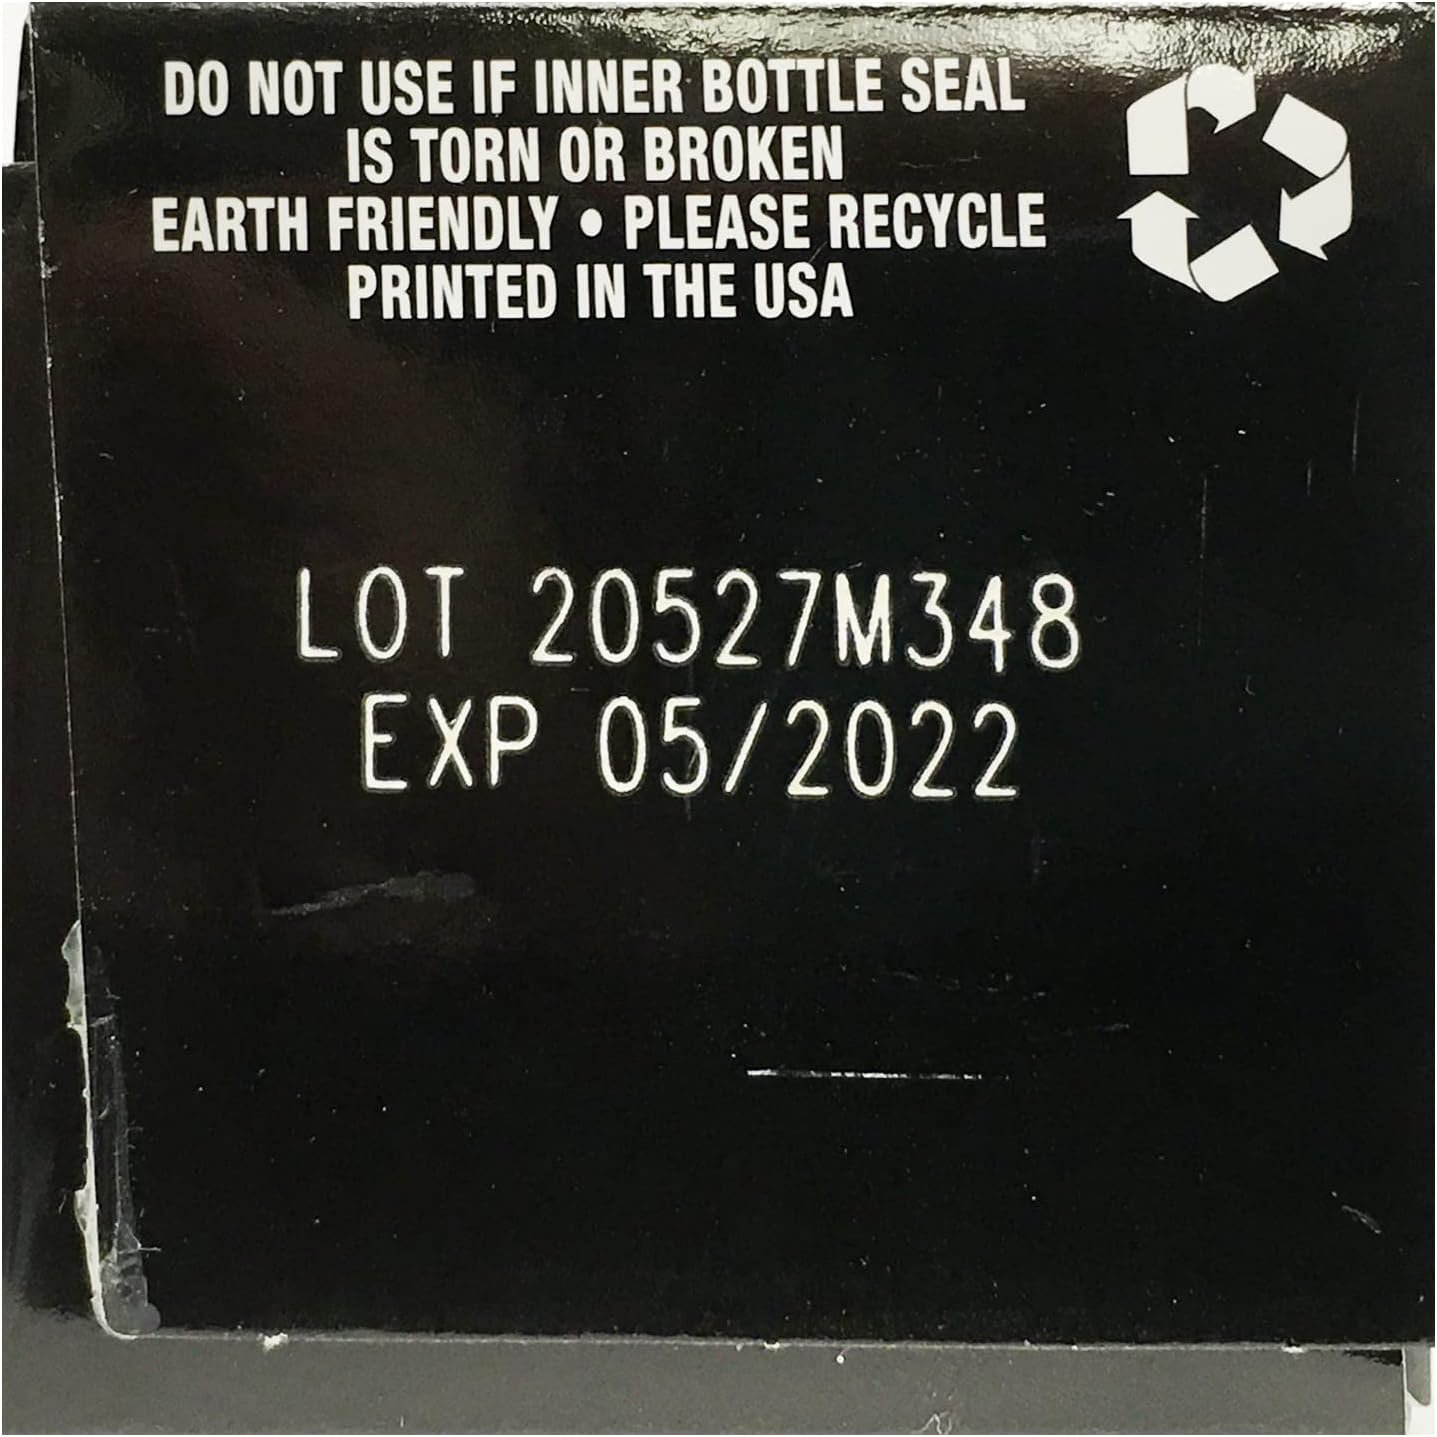 DO NOT USE IF INNER BOTTLE SEAL
IS TORN OR BROKEN
EARTH FRIENDLY • PLEASE RECYCLE
PRINTED IN THE USA
LOT 20527M348
EXP 05/2022